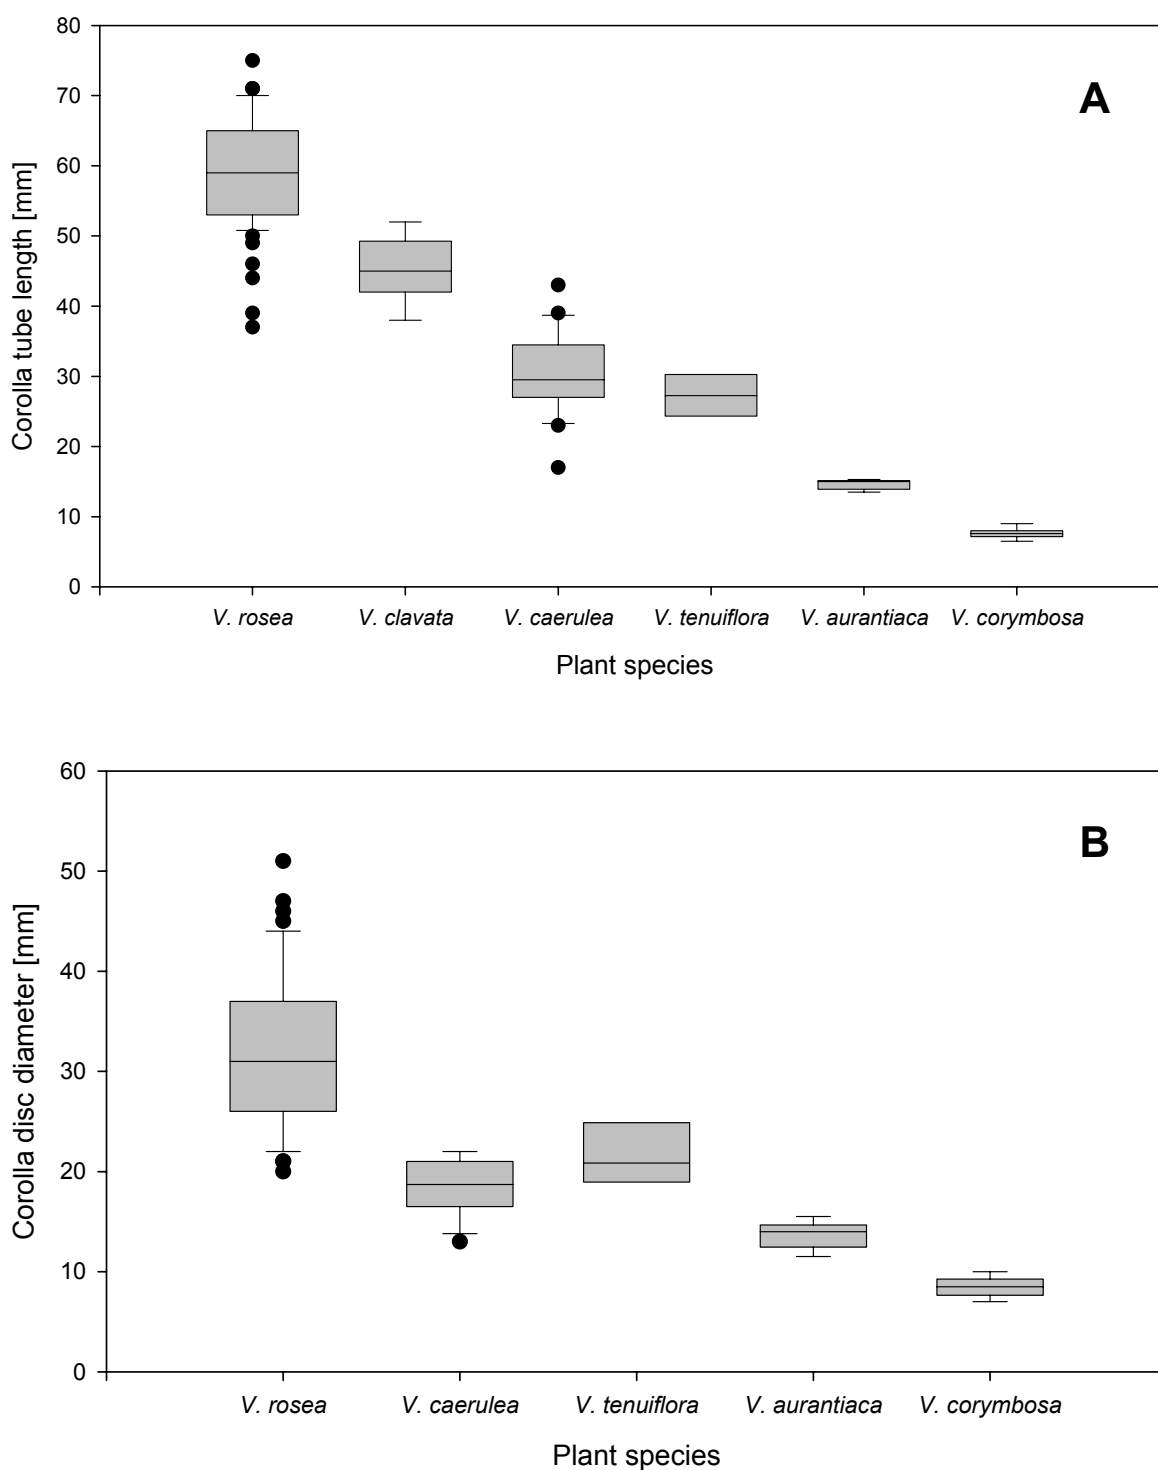 80
70
60
50
40
30
20
10
0
Corolla tube length [mm]
A
V. rosea V. clavata V. caerulea V. tenuiflora V. aurantiaca V. corymbosa
Plant species
60
50
40
30
20
10
0
Corolla disc diameter [mm]
B
V. rosea V. caerulea V. tenuiflora V. aurantiaca V. corymbosa
Plant species